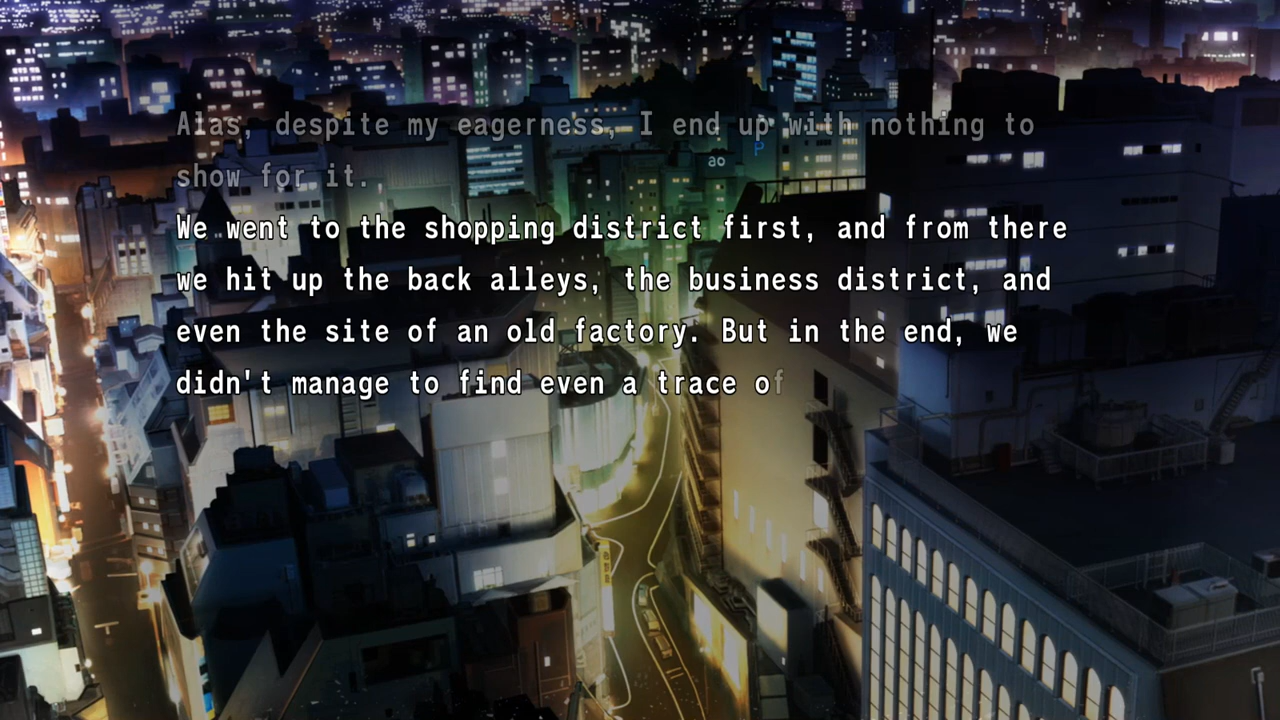 Alas, despite my eagerness, I end up with nothing to
show for it.
We went to the shopping district first, and from there
we hit up the back alleys, the business district, and
even the site of an old factory. But in the end, we
didn't manage to find even a trace of
ao
P